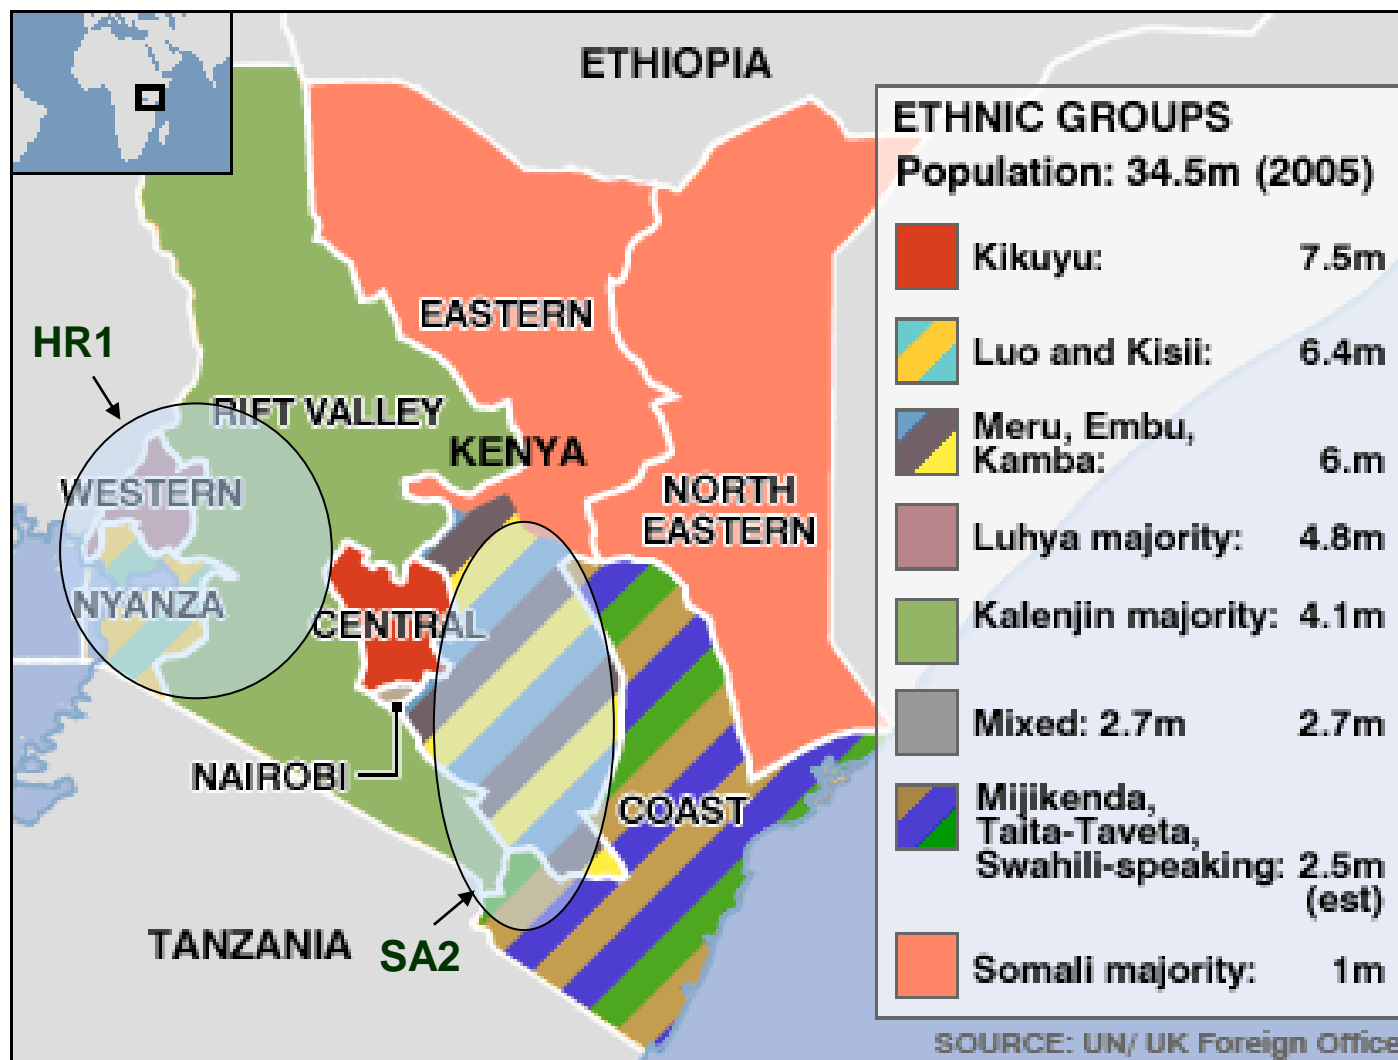 ETHIOPIA
ETHNIC GROUPS
Population: 34.5m (2005)
Kikuyu: 7.5m
Luo and Kisii: 6.4m
Meru, Embu,
Kamba: 6.m
Luhya majority: 4.8m
Kalenjin majority: 4.1m
Mixed: 2.7m 2.7m
Mijikenda,
Taita-Taveta,
Swahili-speaking: 2.5m
(est)
Somali majority: 1m
SOURCE: UN/ UK Foreign Office
EASTERN
HR1
RIFT VALLEY
KENYA
WESTERN
NORTH
EASTERN
NYANZA
CENTRAL
NAIROBI
COAST
TANZANIA
SA2